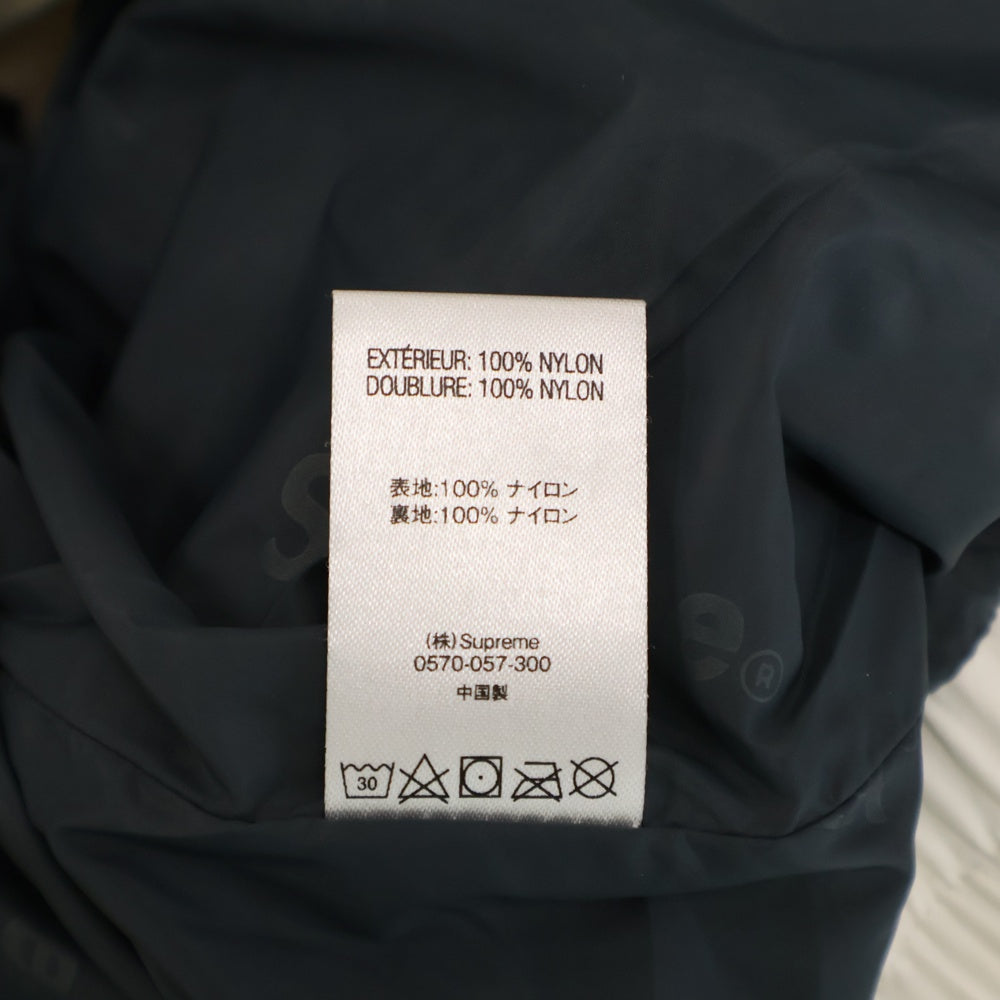 EXTÉRIEUR: 100% NYLON
DOUBLURE: 100% NYLON
表地:100% ナイロン
裏地:100% ナイロン
(株)Supreme
0570-057-300
中国製
30